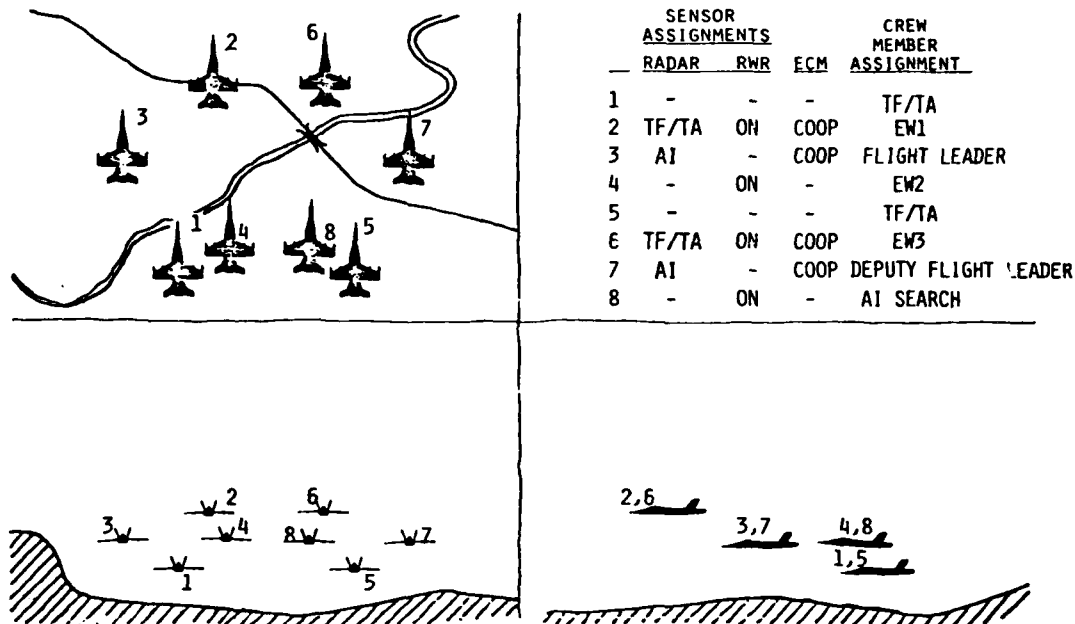 2
6
3
7
1
4
8
5
SENSOR
ASSIGNMENTS
CREW
MEMBER
ASSIGNMENT
RADAR RWR ECM
1 - - - TF/TA
2 TF/TA ON COOP EW1
3 AI - COOP FLIGHT LEADER
4 - ON - EW2
5 - - - TF/TA
6 TF/TA ON COOP EW3
7 AI - COOP DEPUTY FLIGHT LEADER
8 - ON - AI SEARCH
2
6
3
4
8
7
1
5
2,6
3,7
4,8
1,5